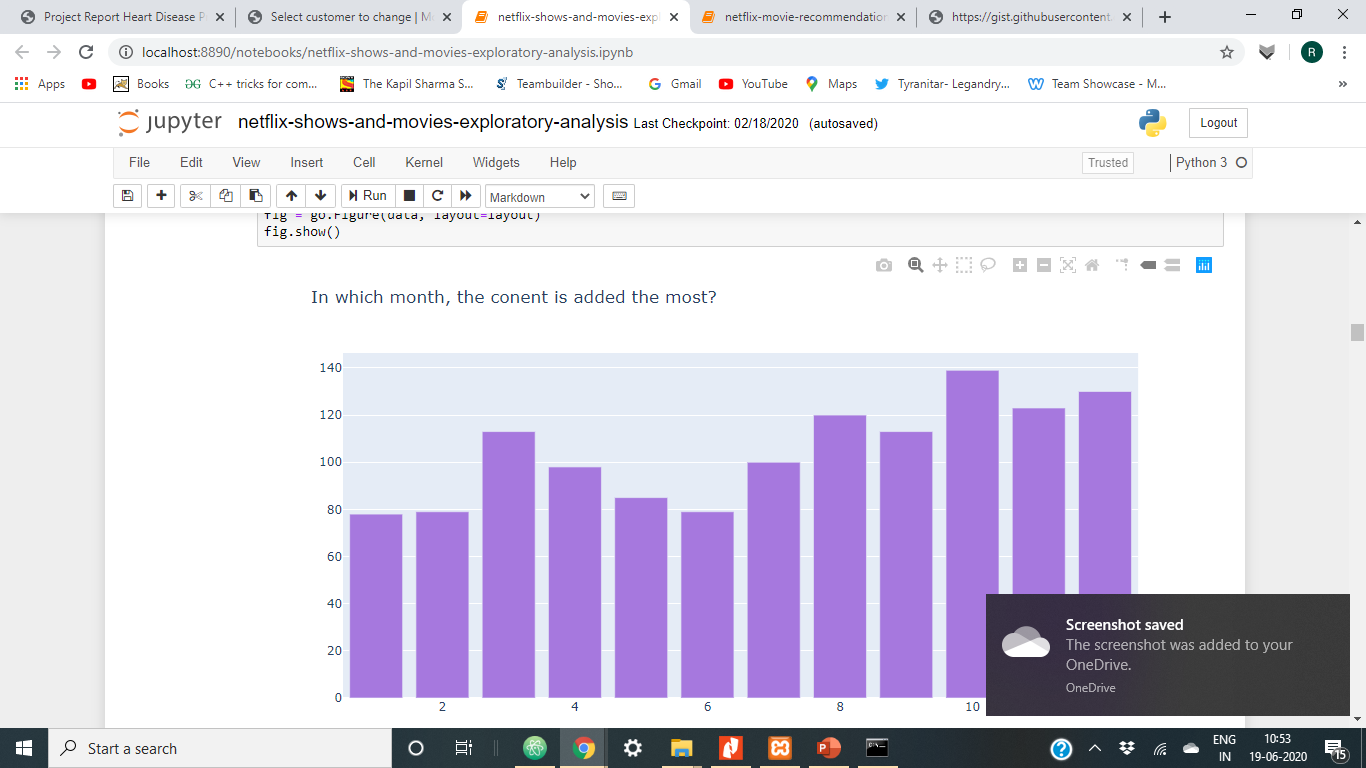 Project Report Heart Disease P
Select customer to change | M
netflix-shows-and-movies-expl
netflix-movie-recommendation
https://gist.githubusercontent.
localhost:8890/notebooks/netflix-shows-and-movies-exploratory-analysis.ipynb
R
Apps
Books
C++ tricks for com...
The Kapil Sharma S...
Teambuilder - Sho...
Gmail
YouTube
Maps
Tyranitar- Legandry...
Team Showcase - M...
jupyter netflix-shows-and-movies-exploratory-analysis Last Checkpoint: 02/18/2020 (autosaved)
Logout
File Edit View Insert Cell Kernel Widgets Help
Trusted
Python 3
Run
Markdown
fig = go.Figure(data, layout=layout)
fig.show()
In which month, the conent is added the most?
140
120
100
80
60
40
20
0
2 4 6 8 10
Screenshot saved
The screenshot was added to your
OneDrive.
OneDrive
Start a search
ENG
IN
10:53
19-06-2020
15